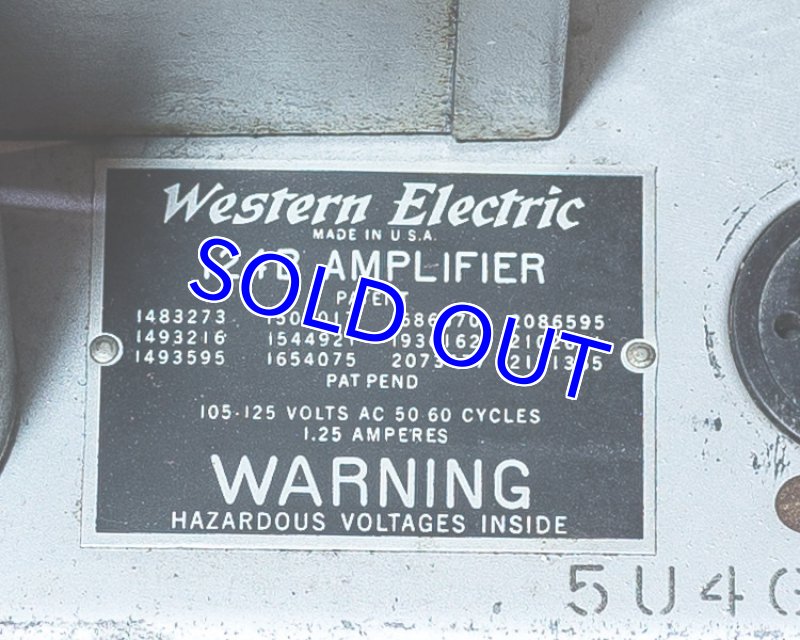 Western Electric
MADE IN U.S.A.
AMPLIFIER
1483273
1493216 1544921
1493595 1654075
PAT PEND
105-125 VOLTS AC 50 60 CYCLES
1.25 AMPERES
WARNING
HAZARDOUS VOLTAGES INSIDE
SOLD OUT
2086595
5U4G